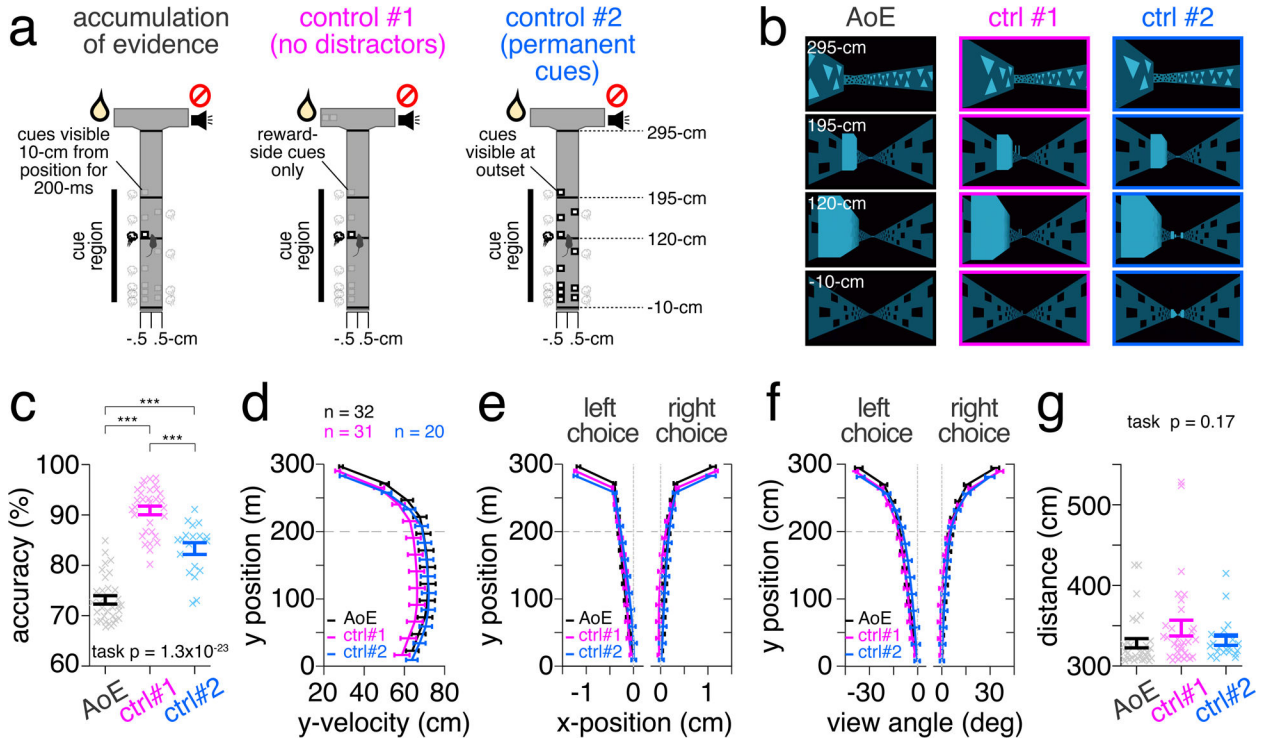 a
accumulation
of evidence
control #1
(no distractors)
control #2
(permanent
cues)
cues visible
10-cm from
position for
200-ms
reward-
side cues
only
cues
visible at
outset
295-cm
195-cm
120-cm
-10-cm
cue
region
cue
region
cue
region
-.5 .5-cm
-.5 .5-cm
-.5 .5-cm
b
AoE
ctrl #1
ctrl #2
295-cm
195-cm
120-cm
-10-cm
c
***
***
***
accuracy (%)
100
90
80
70
60
task p = 1.3x10-23
AoE
ctrl#1
ctrl#2
d
n = 32
n = 31
n = 20
y position (m)
300
200
100
0
AoE
ctrl#1
ctrl#2
20 40 60 80
y-velocity (cm)
e
left
choice
right
choice
y position (m)
300
200
100
0
AoE
ctrl#1
ctrl#2
-1 0 0 1
x-position (cm)
f
left
choice
right
choice
y position (cm)
300
200
100
0
AoE
ctrl#1
ctrl#2
-30 0 0 30
view angle (deg)
g
task p = 0.17
distance (cm)
500
400
300
AoE
ctrl#1
ctrl#2